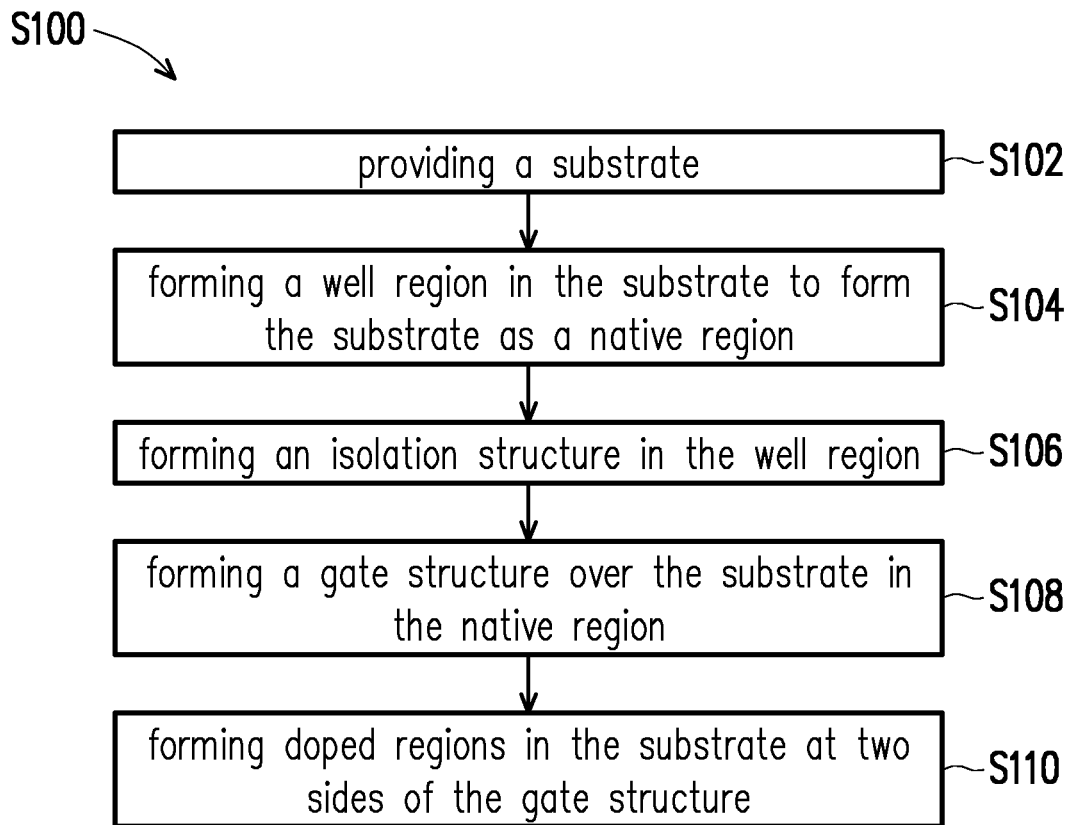 S100
providing a substrate
S102
forming a well region in the substrate to form
the substrate as a native region
S104
forming an isolation structure in the well region
S106
forming a gate structure over the substrate in
the native region
S108
forming doped regions in the substrate at two
sides of the gate structure
S110